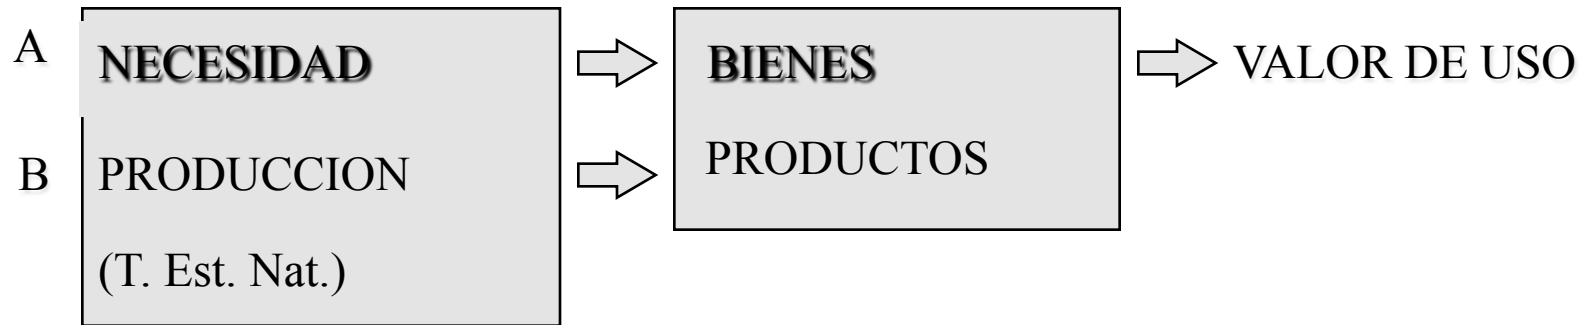 A NECESIDAD BIENES VALOR DE USO
B PRODUCCION PRODUCTOS
(T. Est. Nat.)